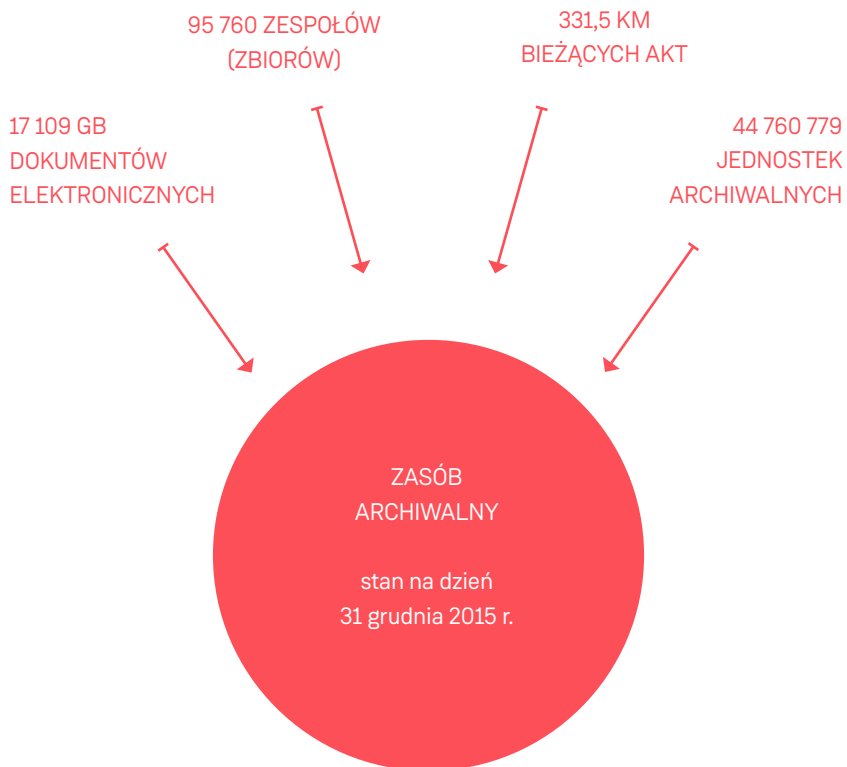 95 760 ZESPOŁÓW
(ZBIORÓW)
331,5 KM
BIEŻĄCYCH AKT
17 109 GB
DOKUMENTÓW
ELEKTRONICZNYCH
44 760 779
JEDNOSTEK
ARCHIWALNYCH
ZASÓB
ARCHIWALNY
stan na dzień
31 grudnia 2015 r.